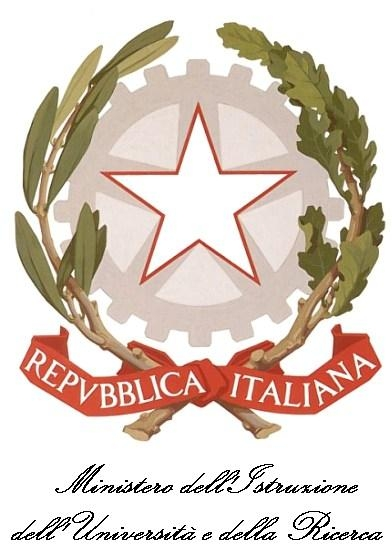 REPVBBLICA ITALIANA
Ministero dell'Istruzione
dell'Università e della Ricerca